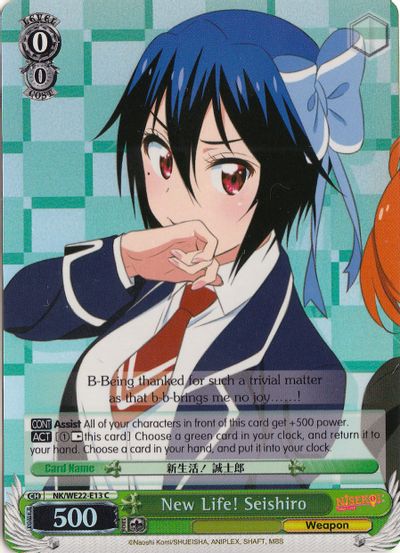 LEVEL
0
0
COST
B-Being thanked for such a trivial matter
as that b-b-brings me no joy……!
CONT Assist All of your characters in front of this card get +500 power.
ACT [① this card] Choose a green card in your clock, and return it to
your hand. Choose a card in your hand, and put it into your clock.
Card Name 新生活！ 誠士郎
GH NK/WE22-E13 C
New Life! Seishiro
NISEKOI
500
Weapon
©Naoshi Komi/SHUEISHA, ANIPLEX, SHAFT, MBS